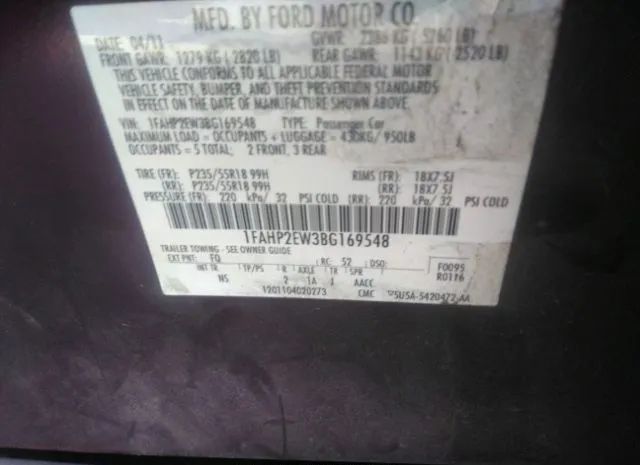 MFD. BY FORD MOTOR CO.
DATE: 04/11 GVWR: 2386 KG ( 5260 LB)
FRONT GAWR: 1279 KG ( 2820 LB) REAR GAWR: 1143 KG ( 2520 LB)
THIS VEHICLE CONFORMS TO ALL APPLICABLE FEDERAL MOTOR
VEHICLE SAFETY, BUMPER, AND THEFT PREVENTION STANDARDS
IN EFFECT ON THE DATE OF MANUFACTURE SHOWN ABOVE.
VIN: 1FAHP2EW3BG169548 TYPE: Passenger Car
MAXIMUM LOAD = OCCUPANTS + LUGGAGE = 430KG/ 950LB
OCCUPANTS = 5 TOTAL; 2 FRONT, 3 REAR
TIRE (FR): P235/55R18 99H RIMS (FR): 18X7.5J
(RR): P235/55R18 99H (RR): 18X7.5J
PRESSURE (FR): 220 kPa/ 32 PSI COLD (RR): 220 kPa/ 32 PSI COLD
1FAHP2EW3BG169548
TRAILER TOWING - SEE OWNER GUIDE
EXT PNT: FQ RC: 52 DSO: F0095
INT TR TP/PS R AXLE TR SPR R0116
NS 2 1A J AACC
1201104020273 CMC 5U5A-5420472-AA